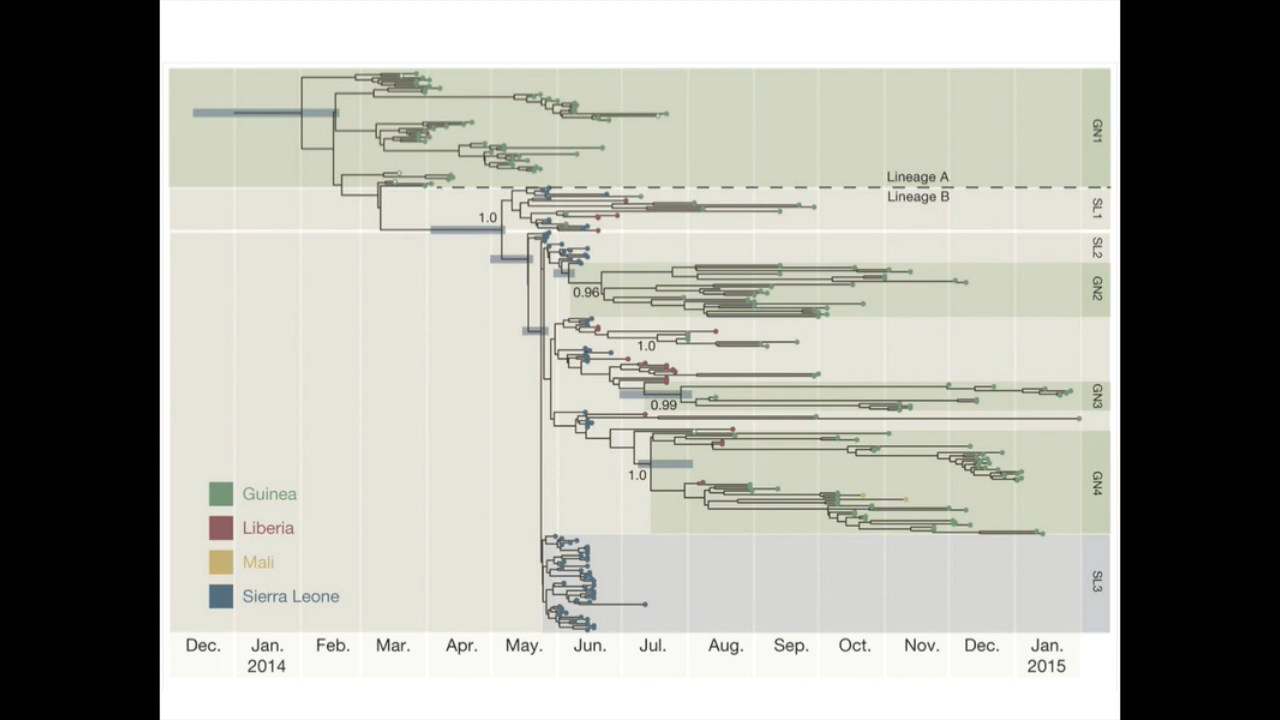 GN1
Lineage A
Lineage B
SL1
1.0
SL2
GN2
0.96
1.0
GN3
0.99
GN4
1.0
Guinea
Liberia
Mali
Sierra Leone
SL3
Dec. Jan. Feb. Mar. Apr. May. Jun. Jul. Aug. Sep. Oct. Nov. Dec. Jan.
2014 2015